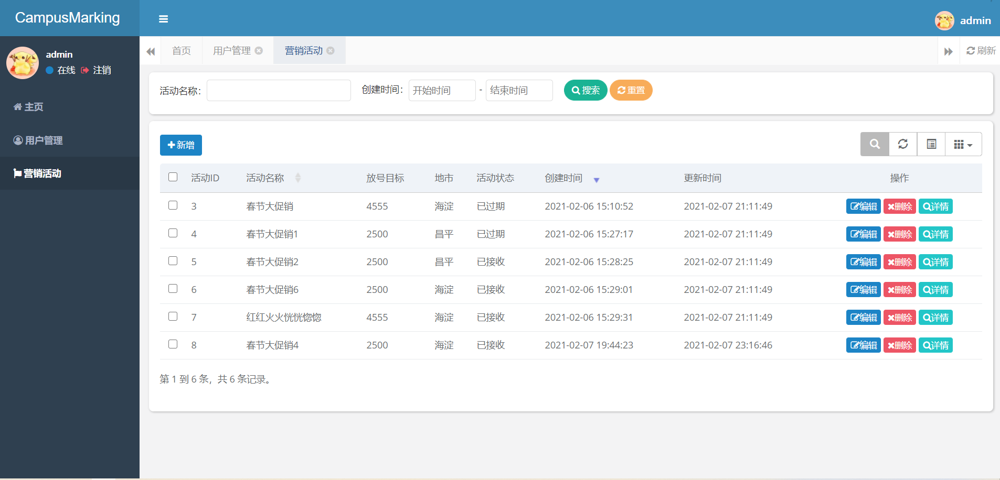 CampusMarking
admin
admin
在线 注销
主页
用户管理
营销活动
首页 用户管理 营销活动 刷新
活动名称： 创建时间： 开始时间 - 结束时间 搜索 重置
新增
活动ID 活动名称 放号目标 地市 活动状态 创建时间 更新时间 操作
3 春节大促销 4555 海淀 已过期 2021-02-06 15:10:52 2021-02-07 21:11:49 编辑 删除 详情
4 春节大促销1 2500 昌平 已过期 2021-02-06 15:27:17 2021-02-07 21:11:49 编辑 删除 详情
5 春节大促销2 2500 昌平 已接收 2021-02-06 15:28:25 2021-02-07 21:11:49 编辑 删除 详情
6 春节大促销6 2500 海淀 已接收 2021-02-06 15:29:01 2021-02-07 21:11:49 编辑 删除 详情
7 红红火火恍恍惚惚 4555 海淀 已接收 2021-02-06 15:29:31 2021-02-07 21:11:49 编辑 删除 详情
8 春节大促销4 2500 海淀 已接收 2021-02-07 19:44:23 2021-02-07 23:16:46 编辑 删除 详情
第 1 到 6 条，共 6 条记录。